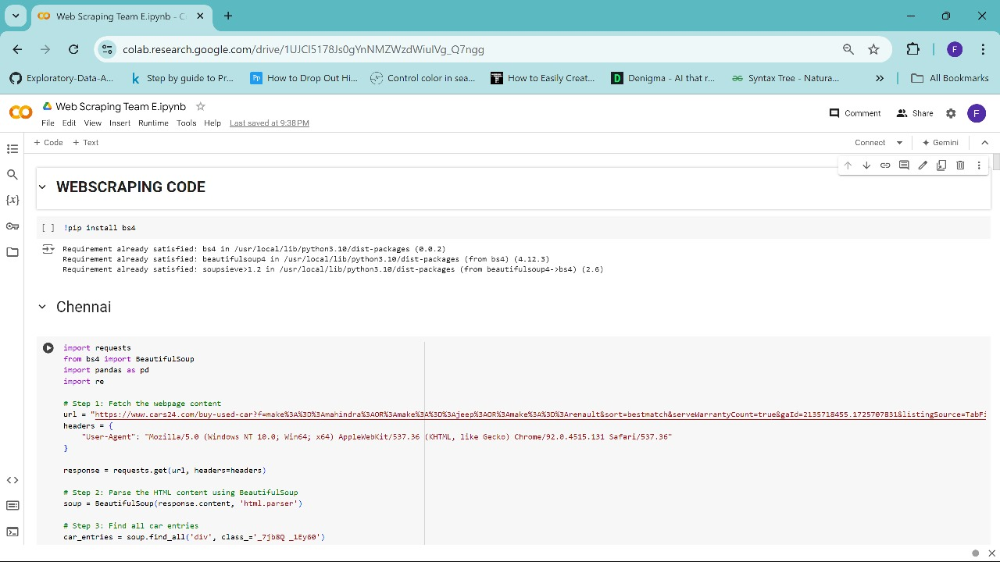 Web Scraping Team E.ipynb - C
colab.research.google.com/drive/1UJCl5178Js0gYnNMZWzdWiulVg_Q7ngg
F
Exploratory-Data-A...
Step by guide to Pr...
How to Drop Out Hi...
Control color in sea...
How to Easily Creat...
Denigma - AI that r...
Syntax Tree - Natura...
All Bookmarks
Web Scraping Team E.ipynb
Comment
Share
F
File Edit View Insert Runtime Tools Help Last saved at 9:38 PM
+ Code + Text
Connect
Gemini
WEBSCRAPING CODE
[ ] !pip install bs4
Requirement already satisfied: bs4 in /usr/local/lib/python3.10/dist-packages (0.0.2)
Requirement already satisfied: beautifulsoup4 in /usr/local/lib/python3.10/dist-packages (from bs4) (4.12.3)
Requirement already satisfied: soupsieve>1.2 in /usr/local/lib/python3.10/dist-packages (from beautifulsoup4->bs4) (2.6)
Chennai
import requests
from bs4 import BeautifulSoup
import pandas as pd
import re
# Step 1: Fetch the webpage content
url = "https://www.cars24.com/buy-used-car?f=make%3A%3D%3Amahindra%3AOR%3Amake%3A%3D%3Ajeep%3AOR%3Amake%3A%3D%3Arenault&sort=bestmatch&serveWarrantyCount=true&gaId=2135718455.1725707831&listingSource=TabFi
headers = {
"User-Agent": "Mozilla/5.0 (Windows NT 10.0; Win64; x64) AppleWebKit/537.36 (KHTML, like Gecko) Chrome/92.0.4515.131 Safari/537.36"
}
response = requests.get(url, headers=headers)
# Step 2: Parse the HTML content using BeautifulSoup
soup = BeautifulSoup(response.content, 'html.parser')
# Step 3: Find all car entries
car_entries = soup.find_all('div', class_='_7jb8Q _1Ey60')